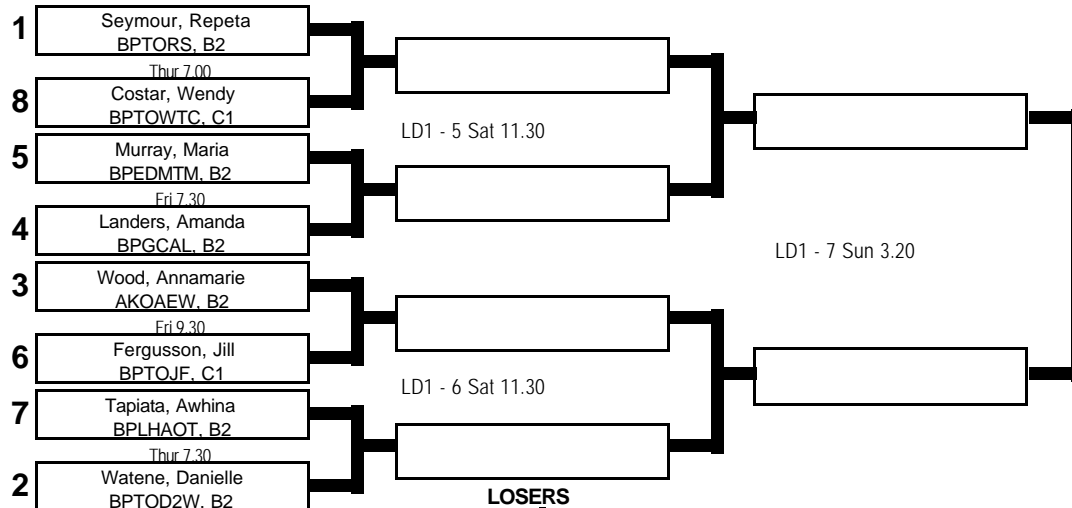 1
Seymour, Repeta
BPTORS, B2
Thur 7.00
8
Costar, Wendy
BPTOWTC, C1
LD1 - 5 Sat 11.30
5
Murray, Maria
BPEDMTM, B2
Fri 7.30
4
Landers, Amanda
BPGCAL, B2
LD1 - 7 Sun 3.20
3
Wood, Annamarie
AKOAEW, B2
Fri 9.30
6
Fergusson, Jill
BPTOJF, C1
LD1 - 6 Sat 11.30
7
Tapiata, Awhina
BPLHAOT, B2
Thur 7.30
2
Watene, Danielle
BPTOD2W, B2
LOSERS